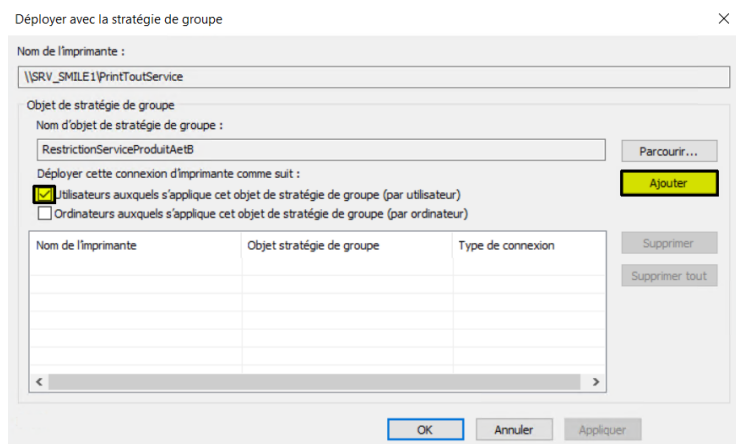 Déployer avec la stratégie de groupe
Nom de l'imprimante :
\\SRV_SMILE1\PrintToutService
Objet de stratégie de groupe
Nom d'objet de stratégie de groupe :
RestrictionServiceProduitAetB
Parcourir...
Déployer cette connexion d'imprimante comme suit :
Ajouter
Utilisateurs auxquels s'applique cet objet de stratégie de groupe (par utilisateur)
Ordinateurs auxquels s'applique cet objet de stratégie de groupe (par ordinateur)
Nom de l'imprimante Objet stratégie de groupe Type de connexion
Supprimer
Supprimer tout
OK Annuler Appliquer